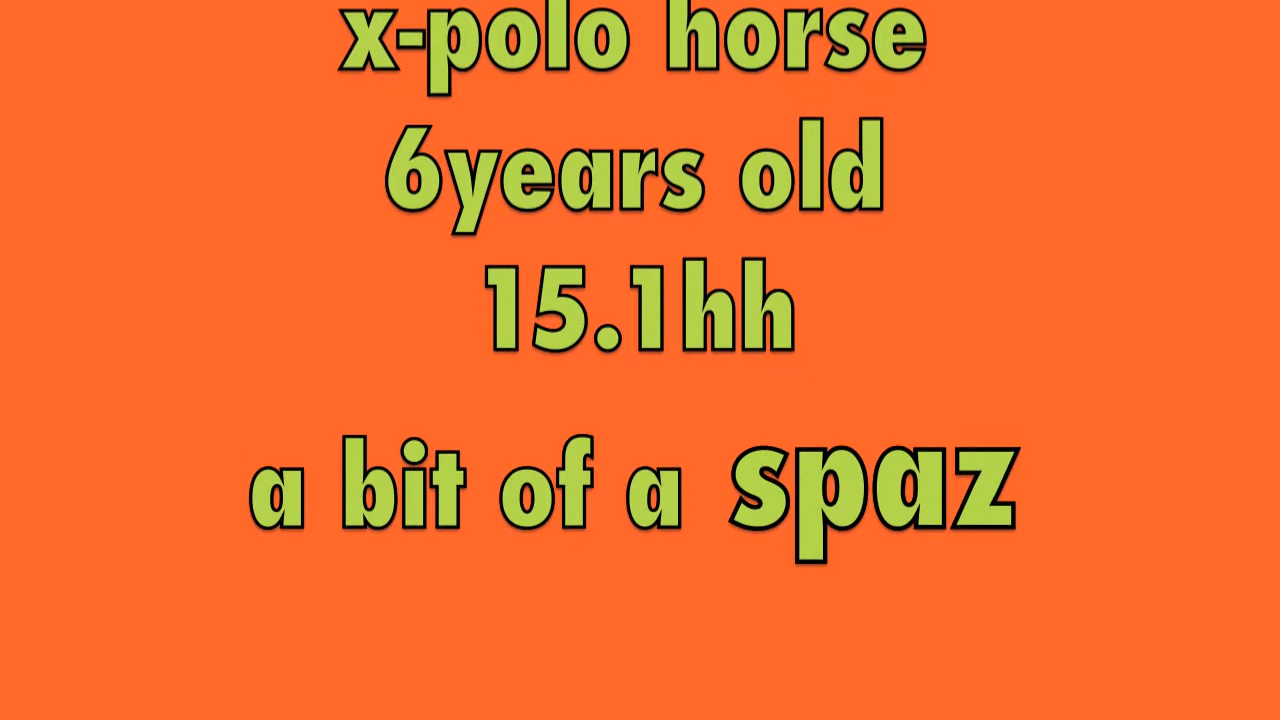 x-polo horse
6years old
15.1hh
a bit of a spaz